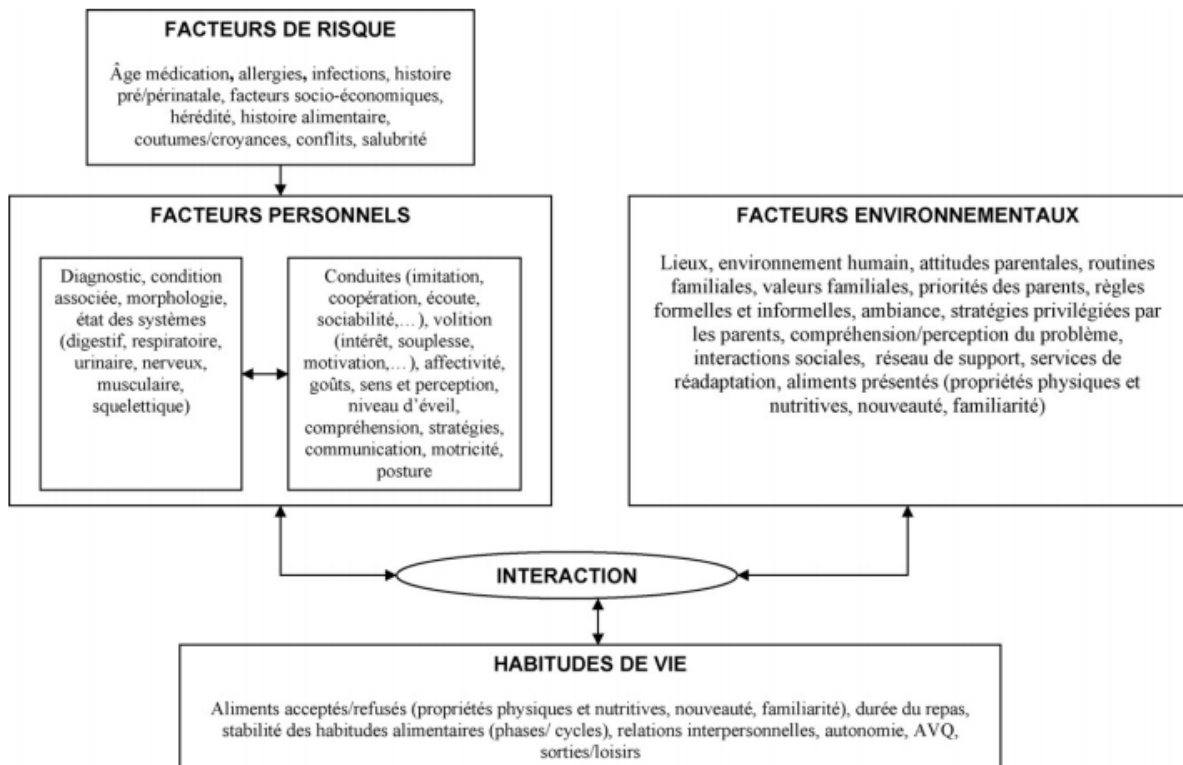 FACTEURS DE RISQUE
Âge médication, allergies, infections, histoire
pré/périnatale, facteurs socio-économiques,
hérédité, histoire alimentaire,
coutumes/croyances, conflits, salubrité
FACTEURS PERSONNELS
Diagnostic, condition
associée, morphologie,
état des systèmes
(digestif, respiratoire,
urinaire, nerveux,
musculaire,
squelettique)
Conduites (imitation,
coopération, écoute,
sociabilité,…), volition
(intérêt, souplesse,
motivation,…), affectivité,
goûts, sens et perception,
niveau d’éveil,
compréhension, stratégies,
communication, motricité,
posture
FACTEURS ENVIRONNEMENTAUX
Lieux, environnement humain, attitudes parentales, routines
familiales, valeurs familiales, priorités des parents, règles
formelles et informelles, ambiance, stratégies privilégiées par
les parents, compréhension/perception du problème,
interactions sociales, réseau de support, services de
réadaptation, aliments présentés (propriétés physiques et
nutritives, nouveauté, familiarité)
INTERACTION
HABITUDES DE VIE
Aliments acceptés/refusés (propriétés physiques et nutritives, nouveauté, familiarité), durée du repas,
stabilité des habitudes alimentaires (phases/ cycles), relations interpersonnelles, autonomie, AVQ,
sorties/loisirs